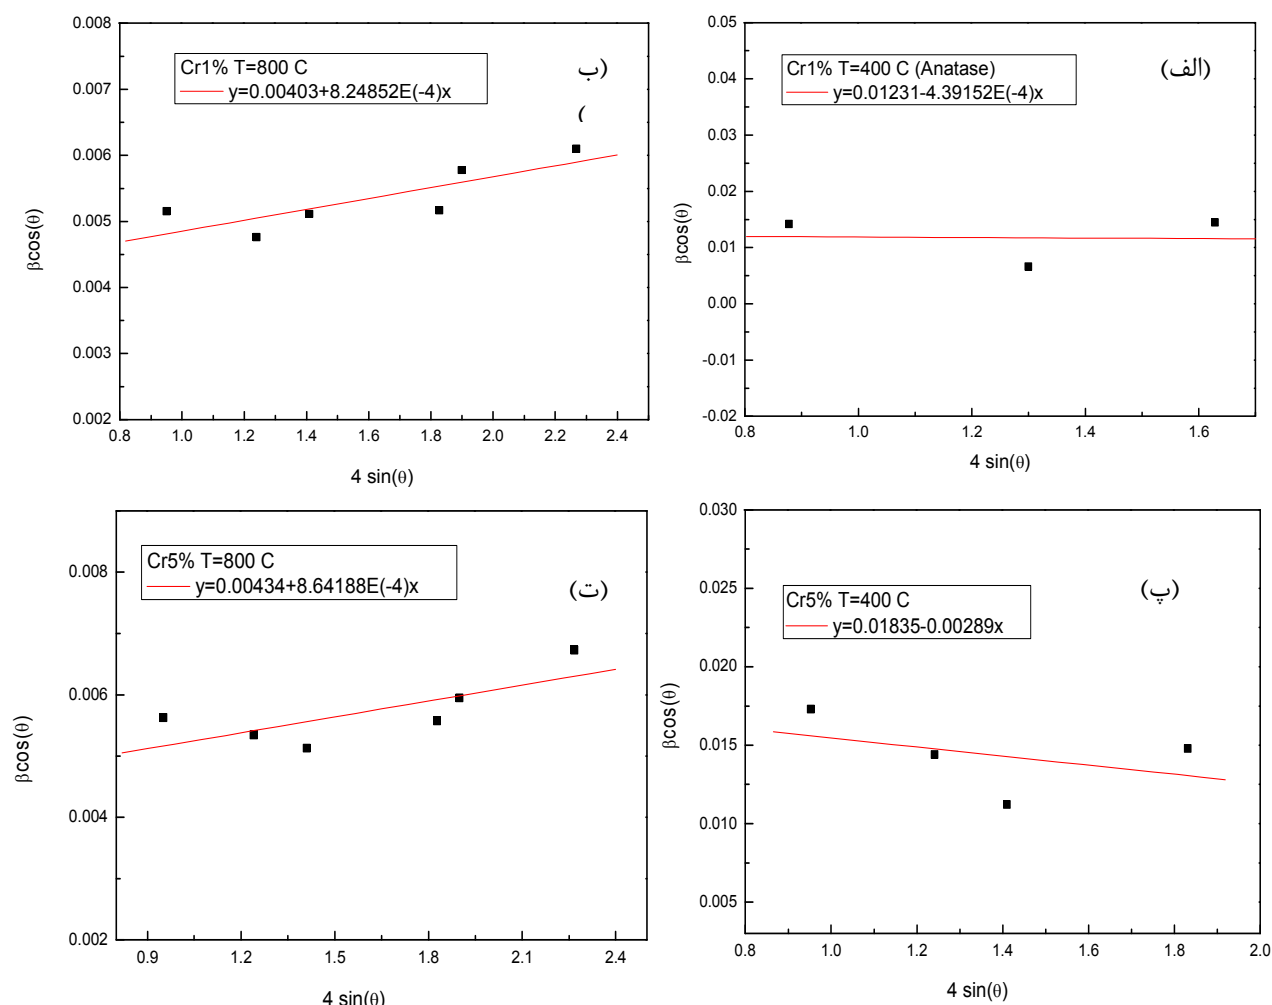 Cr1% T=800 C
y=0.00403+8.24852E(-4)x
(ب
)
0.008
0.007
0.006
0.005
0.004
0.003
0.002
βcos(θ)
0.8 1.0 1.2 1.4 1.6 1.8 2.0 2.2 2.4
4 sin(θ)
Cr1% T=400 C (Anatase)
y=0.01231-4.39152E(-4)x
(الف)
0.05
0.04
0.03
0.02
0.01
0.00
-0.01
-0.02
βcos(θ)
0.8 1.0 1.2 1.4 1.6
4 sin(θ)
Cr5% T=800 C
y=0.00434+8.64188E(-4)x
(ت)
0.008
0.006
0.004
0.002
βcos(θ)
0.9 1.2 1.5 1.8 2.1 2.4
4 sin(θ)
Cr5% T=400 C
y=0.01835-0.00289x
(پ)
0.030
0.025
0.020
0.015
0.010
0.005
βcos(θ)
0.8 1.0 1.2 1.4 1.6 1.8 2.0
4 sin(θ)